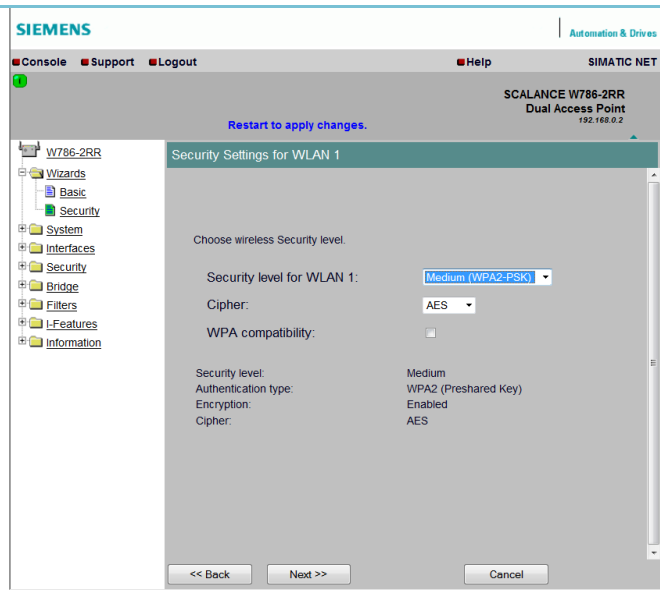 SIEMENS
Automation & Drives
Console Support Logout Help SIMATIC NET
SCALANCE W786-2RR
Dual Access Point
192.168.0.2
Restart to apply changes.
W786-2RR
Wizards
Basic
Security
System
Interfaces
Security
Bridge
Filters
I-Features
Information
Security Settings for WLAN 1
Choose wireless Security level.
Security level for WLAN 1: Medium (WPA2-PSK)
Cipher: AES
WPA compatibility:
Security level: Medium
Authentication type: WPA2 (Preshared Key)
Encryption: Enabled
Cipher: AES
<< Back Next >> Cancel